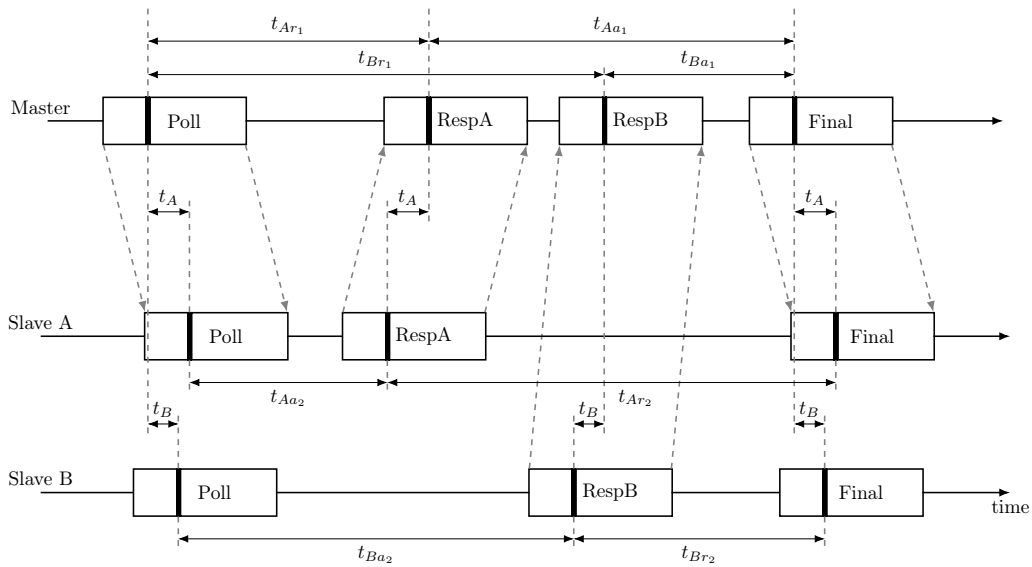 t_{Ar_1} t_{Aa_1}
t_{Br_1} t_{Ba_1}
Master Poll RespA RespB Final
t_A t_A t_A
Slave A Poll RespA Final
t_{Aa_2} t_{Ar_2}
t_B t_B t_B
Slave B Poll RespB Final
time
t_{Ba_2} t_{Br_2}